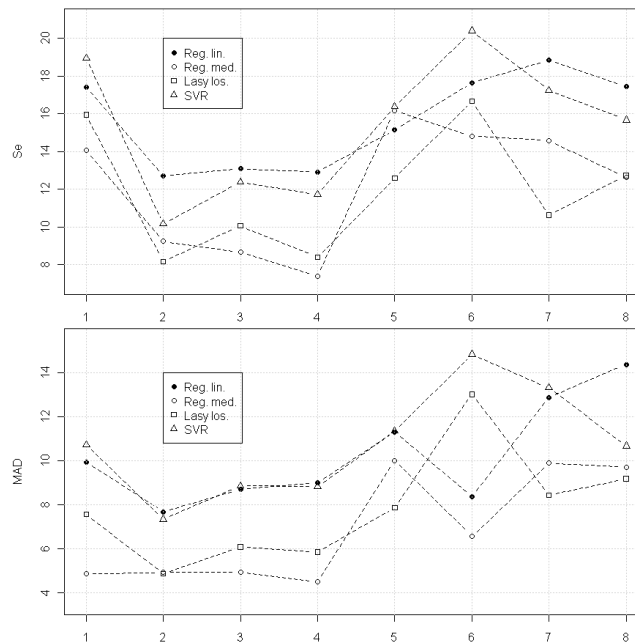 20
18
16
14
12
10
8
Se
Reg. lin.
Reg. med.
Lasy los.
SVR
1 2 3 4 5 6 7 8
14
12
10
8
6
4
MAD
Reg. lin.
Reg. med.
Lasy los.
SVR
1 2 3 4 5 6 7 8